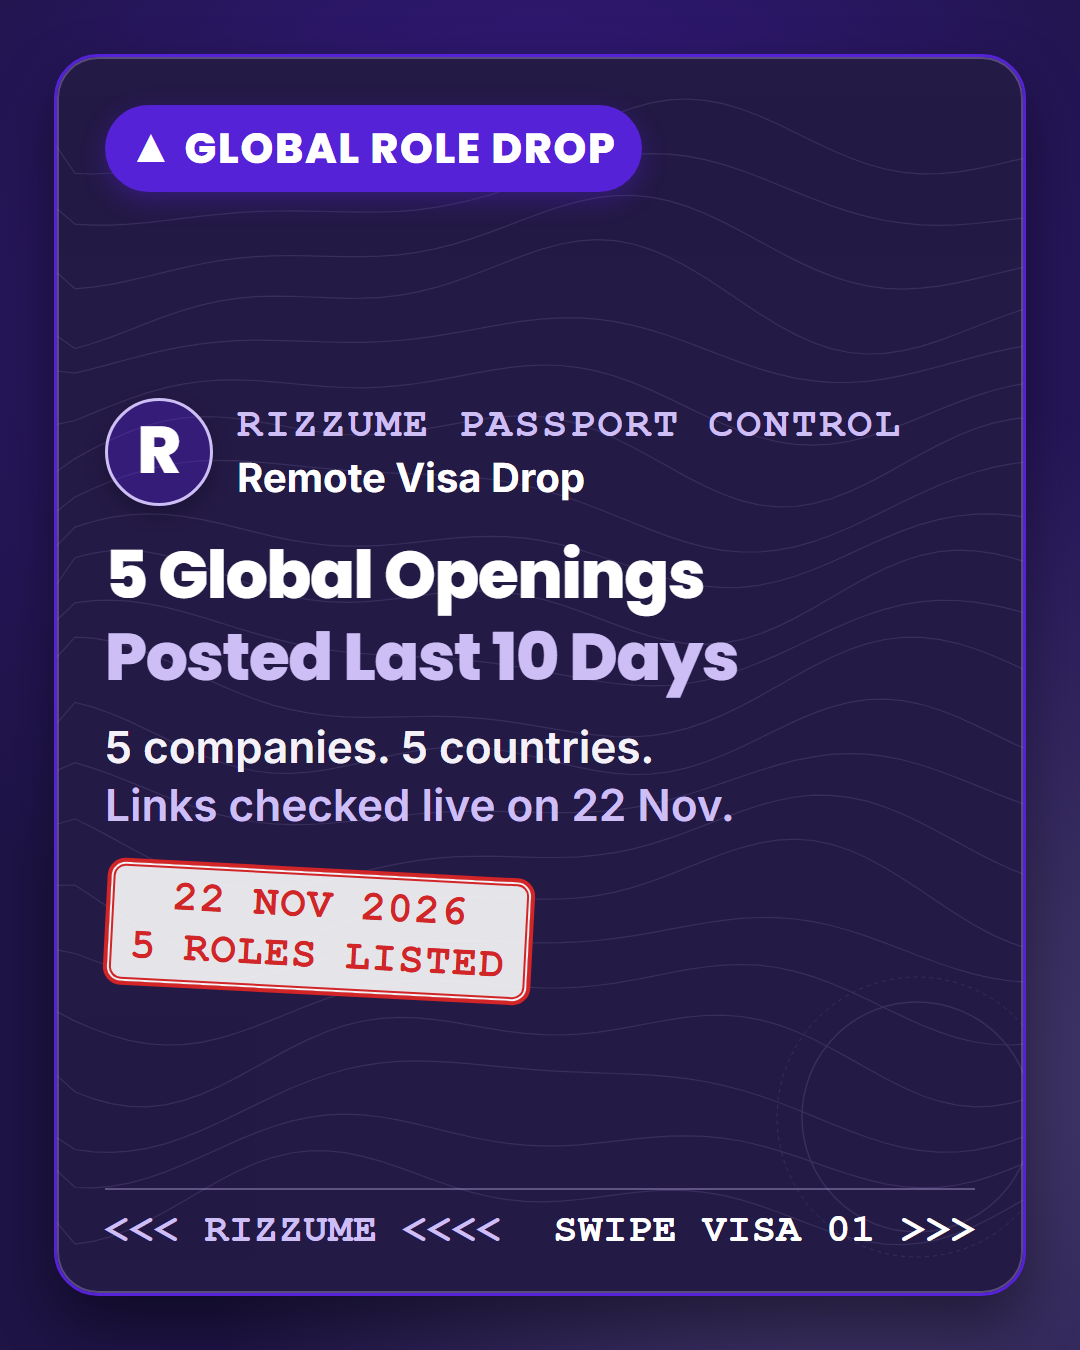 ▲ GLOBAL ROLE DROP
R
RIZZUME PASSPORT CONTROL
Remote Visa Drop
5 Global Openings
Posted Last 10 Days
5 companies. 5 countries.
Links checked live on 22 Nov.
22 NOV 2026
5 ROLES LISTED
<<< RIZZUME <<<< SWIPE VISA 01 >>>